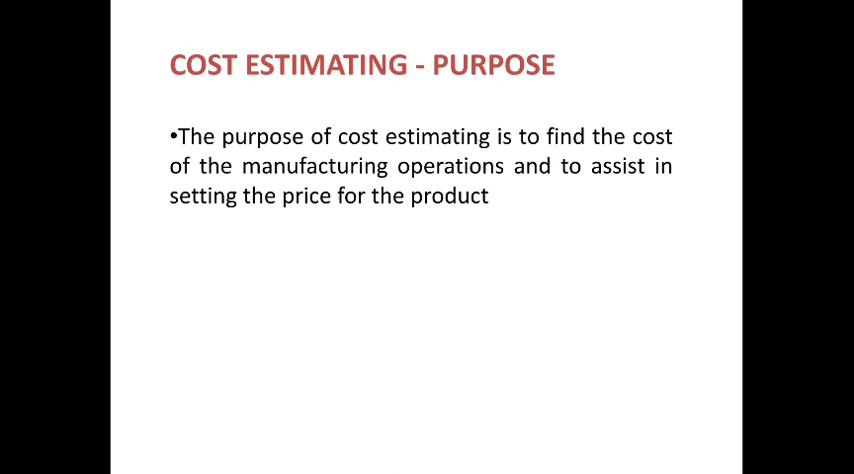 COST ESTIMATING - PURPOSE
•The purpose of cost estimating is to find the cost
of the manufacturing operations and to assist in
setting the price for the product